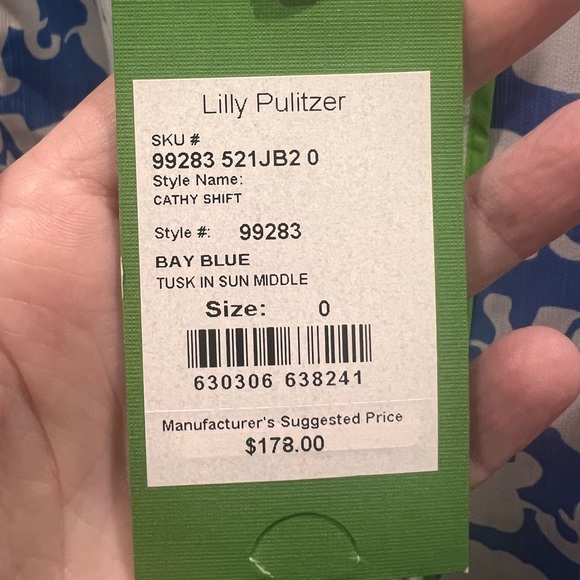 Lilly Pulitzer
SKU #
99283 521JB2 0
Style Name:
CATHY SHIFT
Style #: 99283
BAY BLUE
TUSK IN SUN MIDDLE
Size: 0
630306 638241
Manufacturer's Suggested Price
$178.00